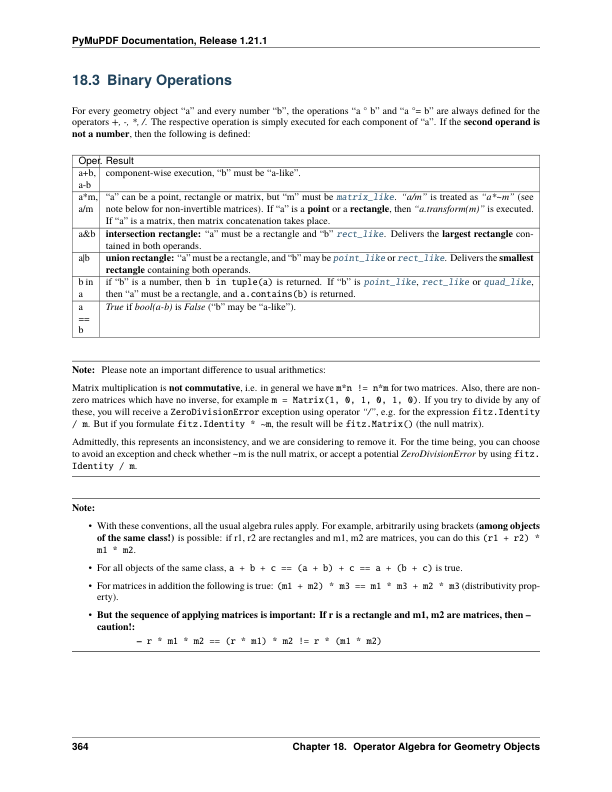 PyMuPDF Documentation, Release 1.21.1
18.3 Binary Operations
For every geometry object “a” and every number “b”, the operations “a ° b” and “a °= b” are always defined for the
operators +, -, *, /. The respective operation is simply executed for each component of “a”. If the second operand is
not a number, then the following is defined:
Oper. Result
a+b, component-wise execution, “b” must be “a-like”.
a-b
a*m, “a” can be a point, rectangle or matrix, but “m” must be matrix_like. “a/m” is treated as “a*~m” (see
a/m note below for non-invertible matrices). If “a” is a point or a rectangle, then “a.transform(m)” is executed.
If “a” is a matrix, then matrix concatenation takes place.
a&b intersection rectangle: “a” must be a rectangle and “b” rect_like. Delivers the largest rectangle con-
tained in both operands.
a|b union rectangle: “a” must be a rectangle, and “b” may be point_like or rect_like. Delivers the smallest
rectangle containing both operands.
b in if “b” is a number, then b in tuple(a) is returned. If “b” is point_like, rect_like or quad_like,
a then “a” must be a rectangle, and a.contains(b) is returned.
a True if bool(a-b) is False (“b” may be “a-like”).
==
b
Note: Please note an important difference to usual arithmetics:
Matrix multiplication is not commutative, i.e. in general we have m*n != n*m for two matrices. Also, there are non-
zero matrices which have no inverse, for example m = Matrix(1, 0, 1, 0, 1, 0). If you try to divide by any of
these, you will receive a ZeroDivisionError exception using operator “/”, e.g. for the expression fitz.Identity
/ m. But if you formulate fitz.Identity * ~m, the result will be fitz.Matrix() (the null matrix).
Admittedly, this represents an inconsistency, and we are considering to remove it. For the time being, you can choose
to avoid an exception and check whether ~m is the null matrix, or accept a potential ZeroDivisionError by using fitz.
Identity / m.
Note:
• With these conventions, all the usual algebra rules apply. For example, arbitrarily using brackets (among objects
of the same class!) is possible: if r1, r2 are rectangles and m1, m2 are matrices, you can do this (r1 + r2) *
m1 * m2.
• For all objects of the same class, a + b + c == (a + b) + c == a + (b + c) is true.
• For matrices in addition the following is true: (m1 + m2) * m3 == m1 * m3 + m2 * m3 (distributivity prop-
erty).
• But the sequence of applying matrices is important: If r is a rectangle and m1, m2 are matrices, then –
caution!:
– r * m1 * m2 == (r * m1) * m2 != r * (m1 * m2)
364 Chapter 18. Operator Algebra for Geometry Objects